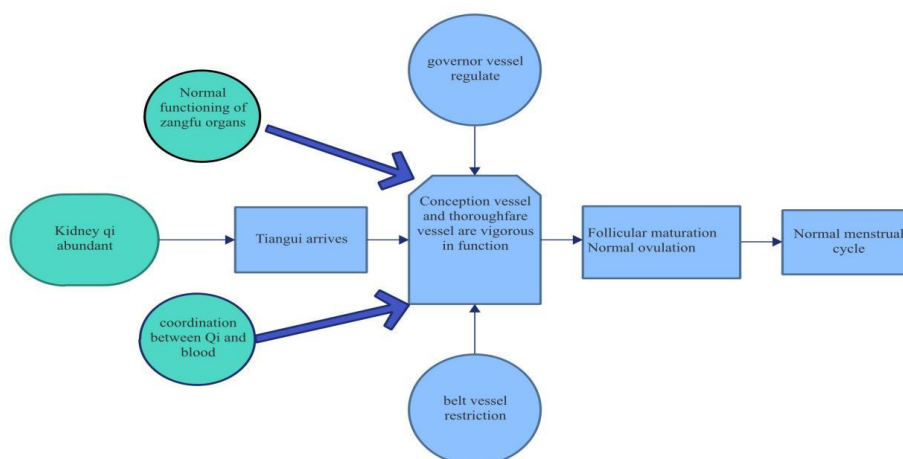 governor vessel
regulate
Normal
functioning of
zangfu organs
Conception vessel
and thoroughfare
vessel are vigorous
in function
Kidney qi
abundant
Tiangui arrives
Follicular maturation
Normal ovulation
Normal menstrual
cycle
coordination
between Qi and
blood
belt vessel
restriction